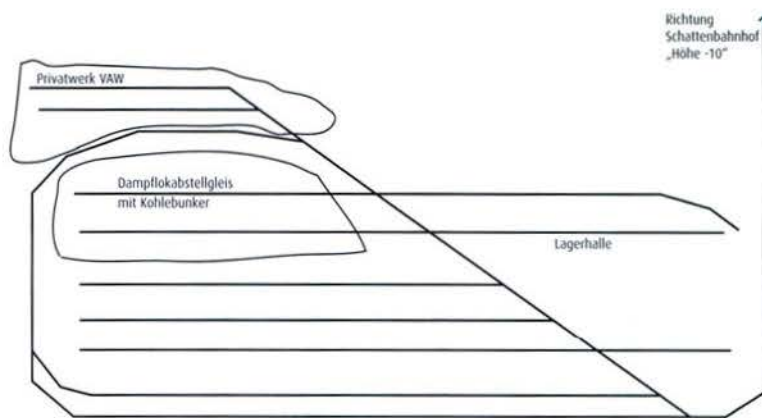 Richtung
Schattenbahnhof
„Höhe -10"
Privatwerk VAW
Dampflokabstellgleis
mit Kohlebunker
Lagerhalle